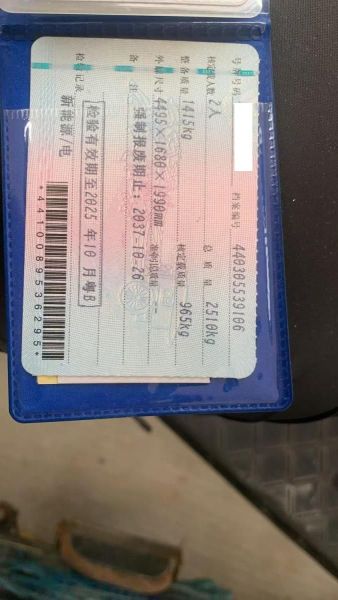 号牌号码 档案编号 440305539106
核定载人数 2人 总质量 2510kg
整备质量 1415kg 核定载质量 965kg
外廓尺寸 4495×1680×1990mm 准牵引总质量 --
备注 强制报废期止：2037-10-26
检验记录 检验有效期至2025年10月粤B
新能源/电
*4410089536295*